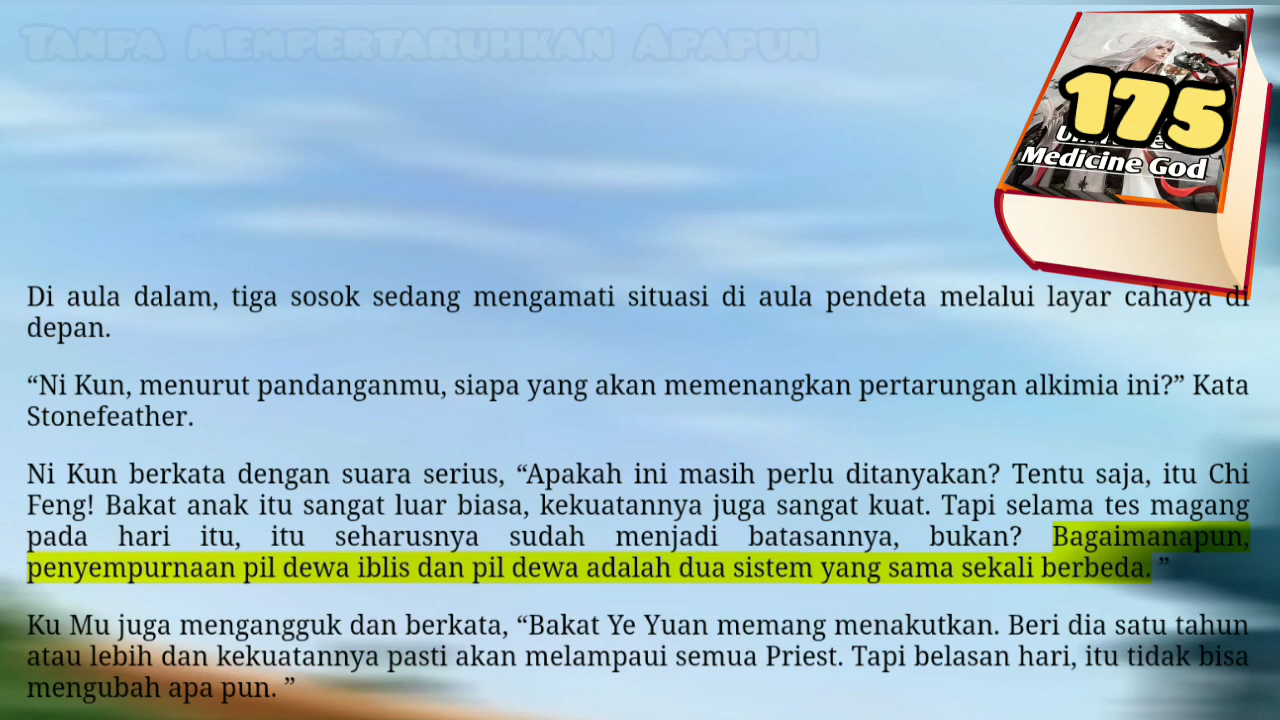 Tanpa Mempertaruhkan Apapun
175
Medicine God
Di aula dalam, tiga sosok sedang mengamati situasi di aula pendeta melalui layar cahaya di
depan.
“Ni Kun, menurut pandanganmu, siapa yang akan memenangkan pertarungan alkimia ini?” Kata
Stonefeather.
Ni Kun berkata dengan suara serius, “Apakah ini masih perlu ditanyakan? Tentu saja, itu Chi
Feng! Bakat anak itu sangat luar biasa, kekuatannya juga sangat kuat. Tapi selama tes magang
pada hari itu, itu seharusnya sudah menjadi batasannya, bukan? Bagaimanapun,
penyempurnaan pil dewa iblis dan pil dewa adalah dua sistem yang sama sekali berbeda. ”
Ku Mu juga mengangguk dan berkata, “Bakat Ye Yuan memang menakutkan. Beri dia satu tahun
atau lebih dan kekuatannya pasti akan melampaui semua Priest. Tapi belasan hari, itu tidak bisa
mengubah apa pun. ”